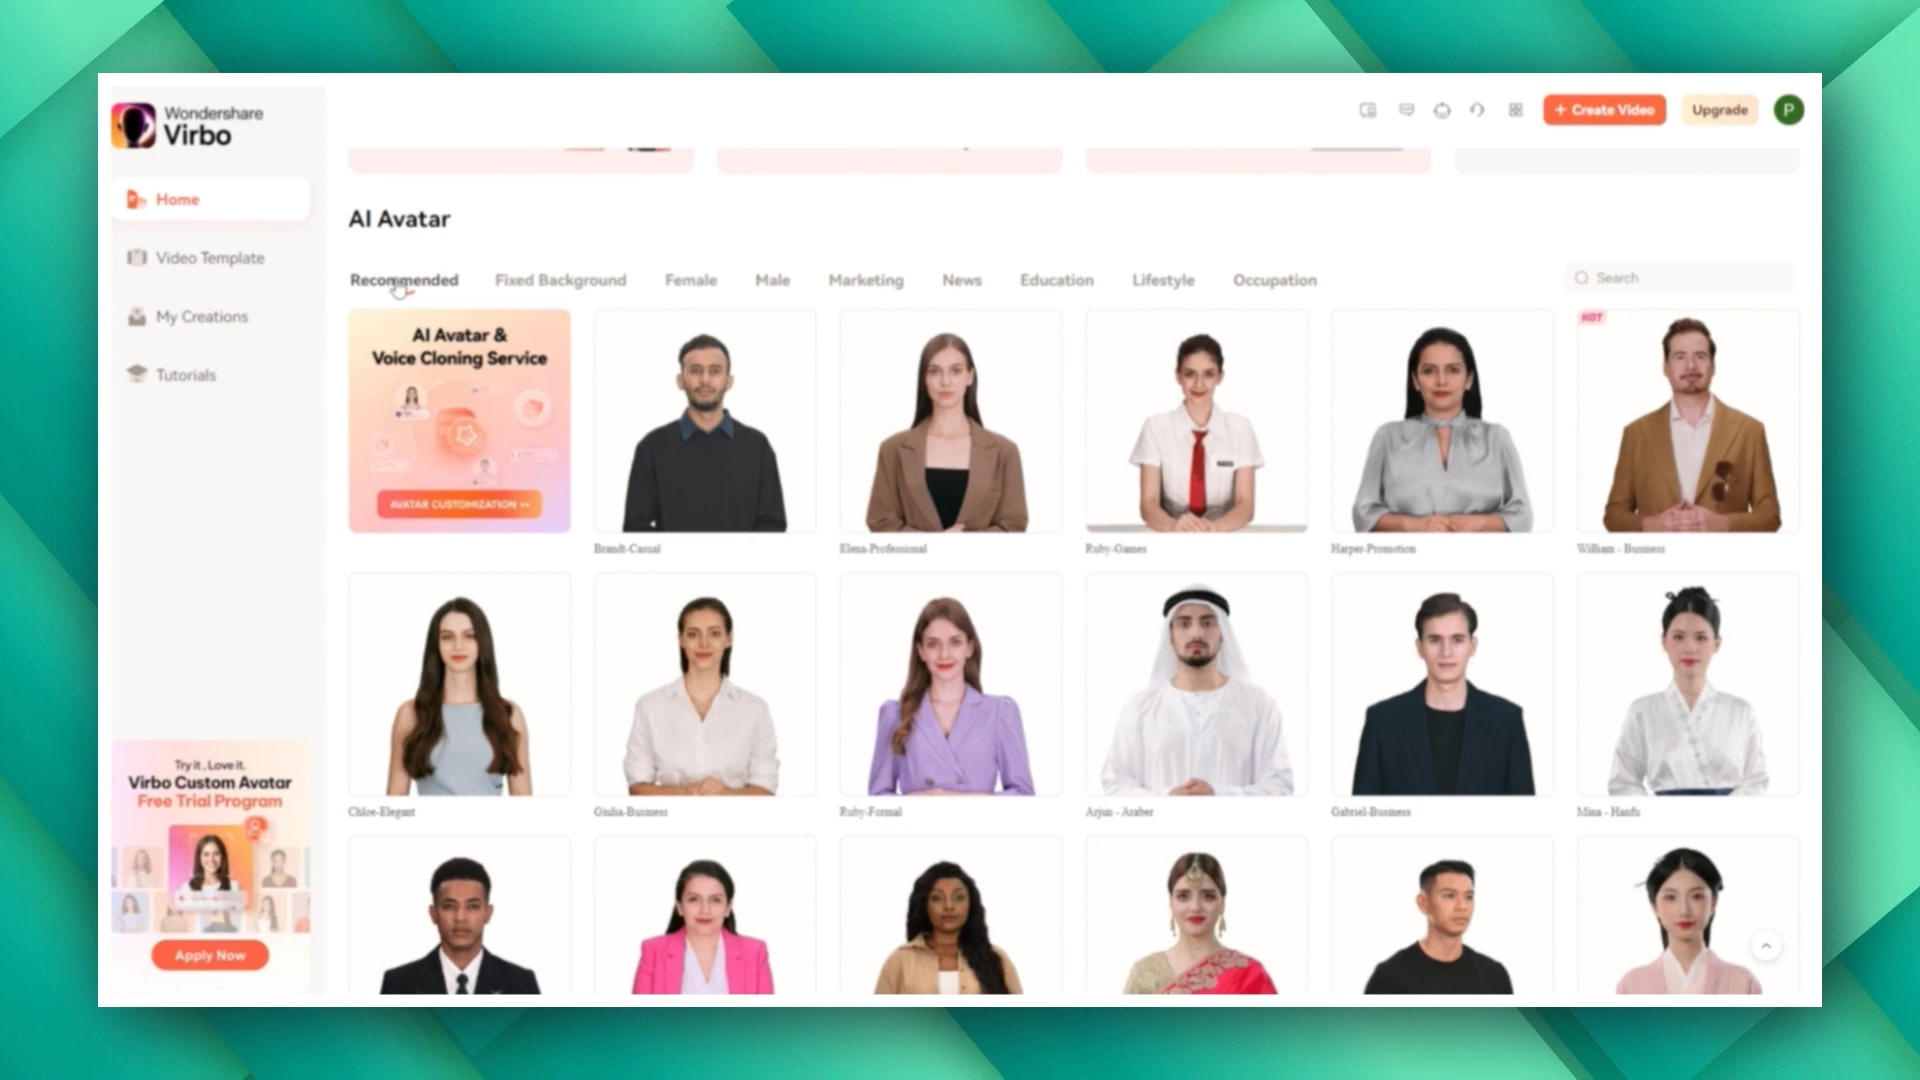 Wondershare
Virbo
+ Create Video
Upgrade
P
Home
Video Template
My Creations
Tutorials
AI Avatar
Recommended
Fixed Background
Female
Male
Marketing
News
Education
Lifestyle
Occupation
Search
AI Avatar &
Voice Cloning Service
AVATAR CUSTOMIZATION
HOT
Brandt-Casual
Elena-Professional
Ruby-Games
Harper-Promotion
William - Business
Chloe-Elegant
Giulia-Business
Ruby-Formal
Arjun - Araber
Gabriel-Business
Mina - Hanfu
Try it , Love it.
Virbo Custom Avatar
Free Trial Program
Apply Now